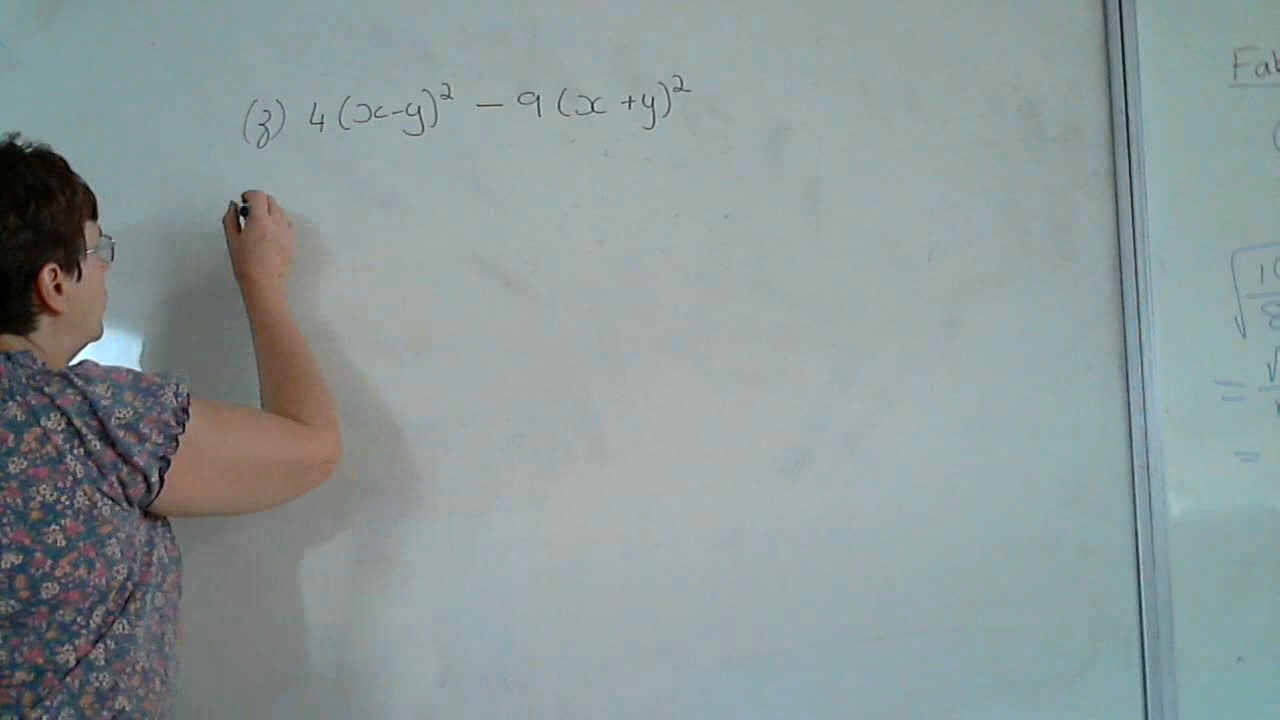 (z) 4(x-y)² - 9(x+y)²
=
=